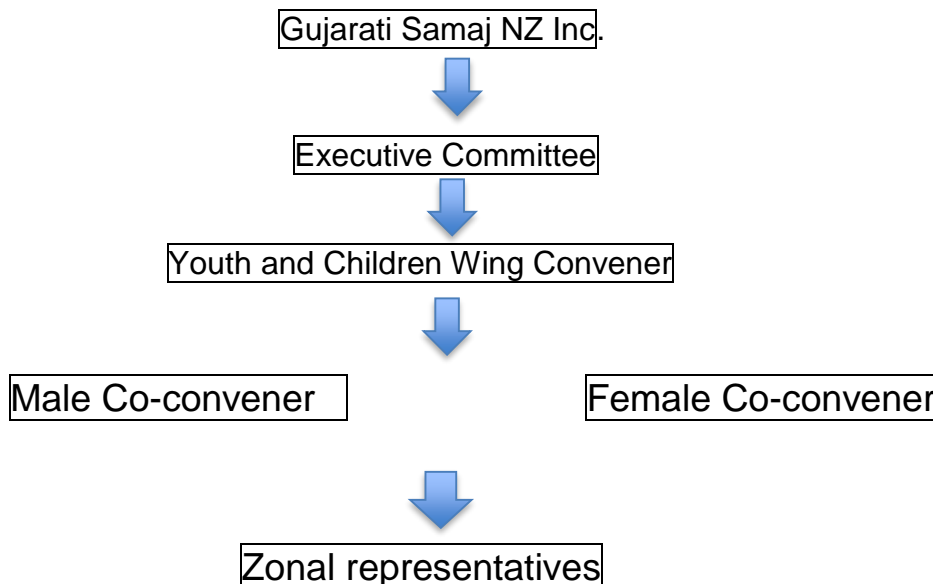 Gujarati Samaj NZ Inc.
Executive Committee
Youth and Children Wing Convener
Male Co-convener
Female Co-convener
Zonal representatives